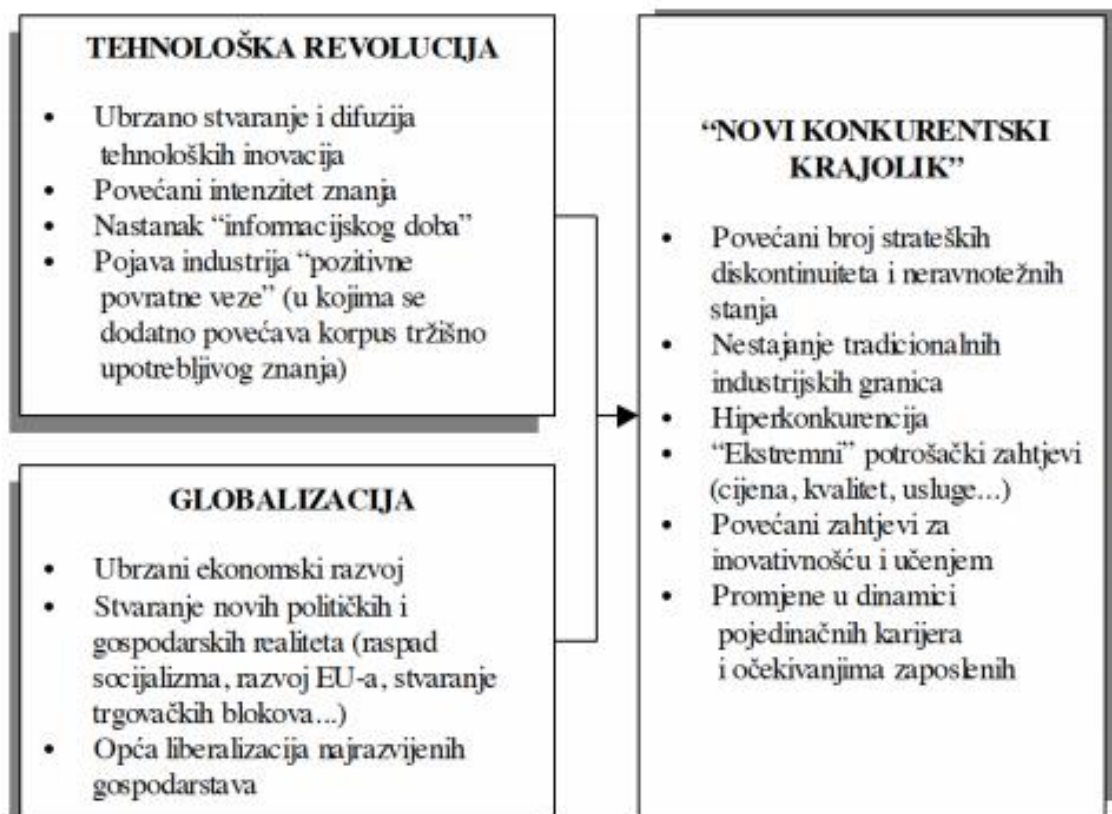 TEHNOLOŠKA REVOLUCIJA
• Ubrzano stvaranje i difuzija
tehnoloških inovacija
• Povećani intenzitet znanja
• Nastanak “informacijskog doba”
• Pojava industrija “pozitivne
povratne veze” (u kojima se
dodatno povećava korpus tržišno
upotrebljivog znanja)
GLOBALIZACIJA
• Ubrzani ekonomski razvoj
• Stvaranje novih političkih i
gospodarskih realiteta (raspad
socijalizma, razvoj EU-a, stvaranje
trgovačkih blokova...)
• Opća liberalizacija najrazvijenih
gospodarstava
“NOVI KONKURENTSKI
KRAJOLIK”
• Povećani broj strateških
diskontinuiteta i neravnotežnih
stanja
• Nestajanje tradicionalnih
industrijskih granica
• Hiperkonkurencija
• “Ekstremni” potrošački zahtjevi
(cijena, kvalitet, usluge...)
• Povećani zahtjevi za
inovativnošću i učenjem
• Promjene u dinamici
pojedinačnih karijera
i očekivanjima zaposlenih